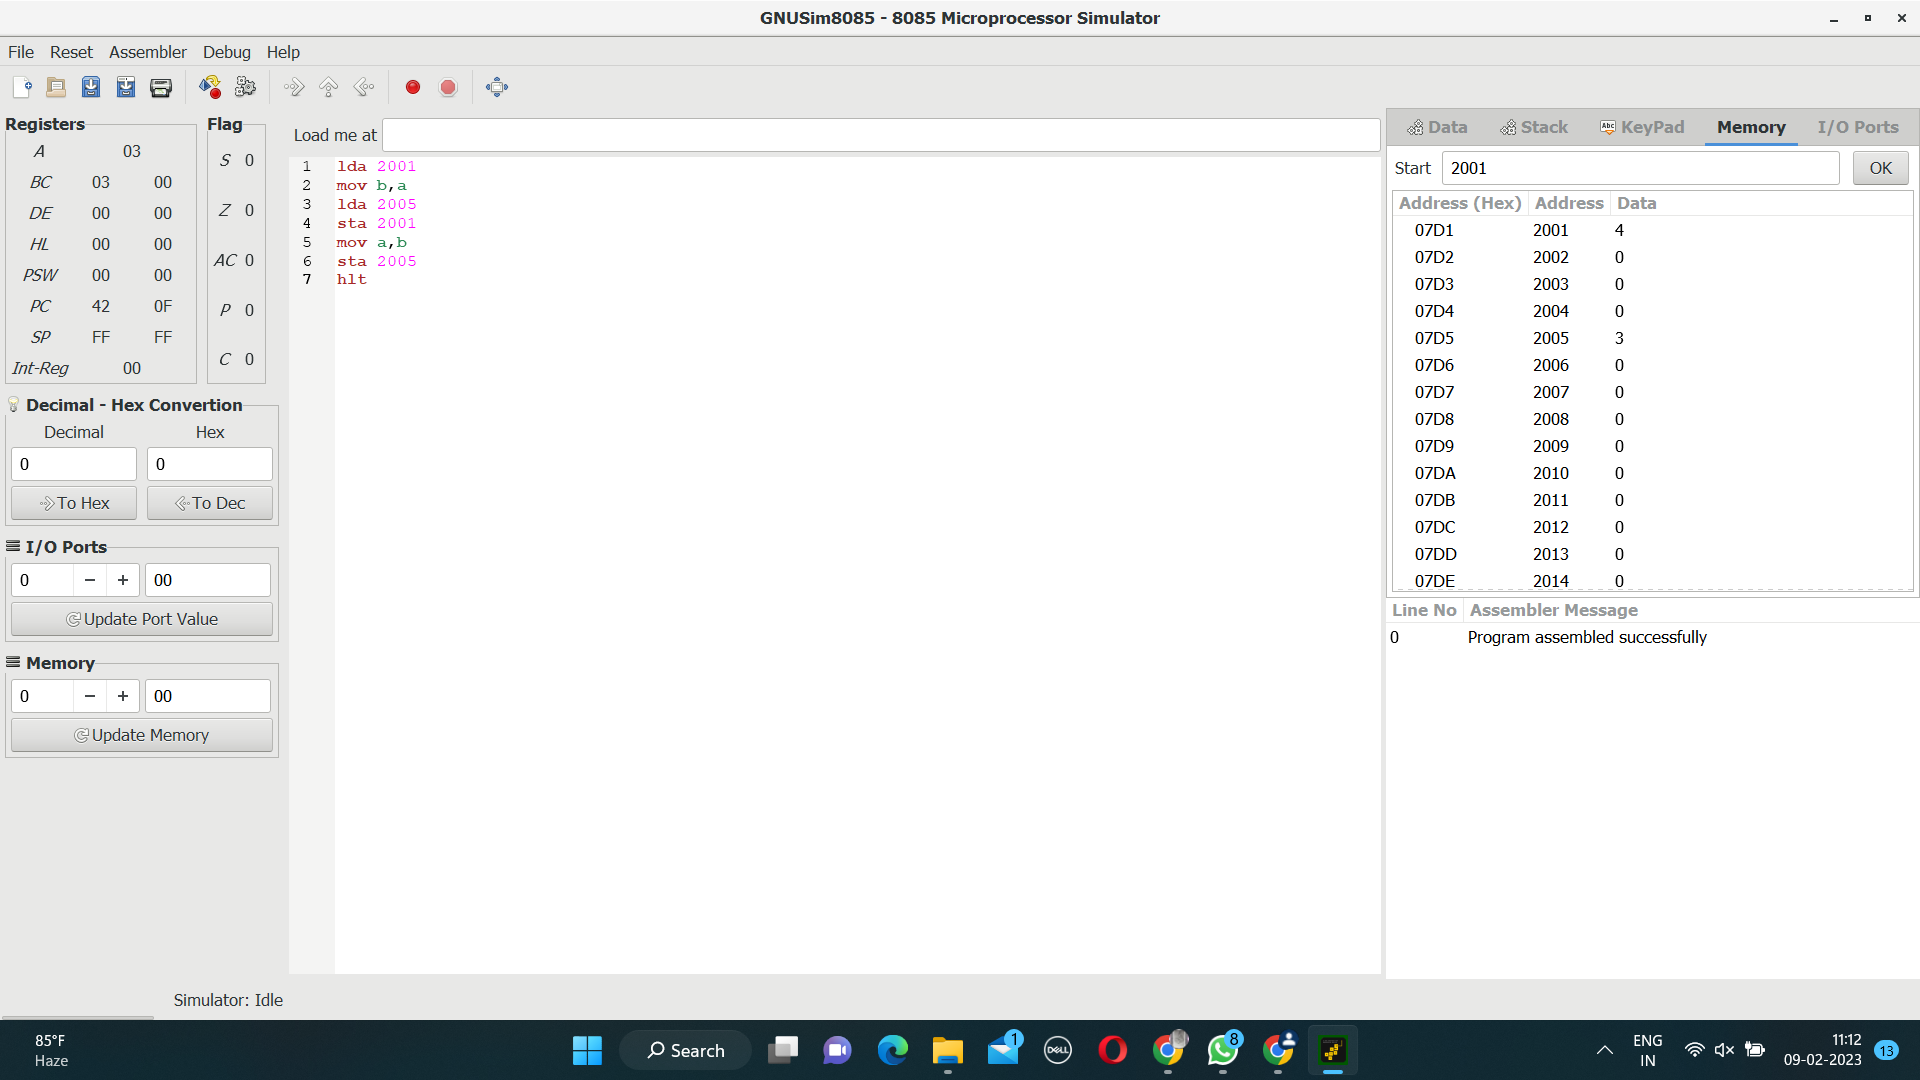 GNUSim8085 - 8085 Microprocessor Simulator
File Reset Assembler Debug Help
Registers
A 03
BC 03 00
DE 00 00
HL 00 00
PSW 00 00
PC 42 0F
SP FF FF
Int-Reg 00
Flag
S 0
Z 0
AC 0
P 0
C 0
Decimal - Hex Convertion
Decimal Hex
0 0
To Hex To Dec
I/O Ports
0 − + 00
Update Port Value
Memory
0 − + 00
Update Memory
Load me at
1 lda 2001
2 mov b,a
3 lda 2005
4 sta 2001
5 mov a,b
6 sta 2005
7 hlt
Data Stack Abc KeyPad Memory I/O Ports
Start 2001 OK
Address (Hex) Address Data
07D1 2001 4
07D2 2002 0
07D3 2003 0
07D4 2004 0
07D5 2005 3
07D6 2006 0
07D7 2007 0
07D8 2008 0
07D9 2009 0
07DA 2010 0
07DB 2011 0
07DC 2012 0
07DD 2013 0
07DE 2014 0
Line No Assembler Message
0 Program assembled successfully
Simulator: Idle
85°F
Haze
Search
1
DELL
8
ENG
IN
11:12
09-02-2023
13